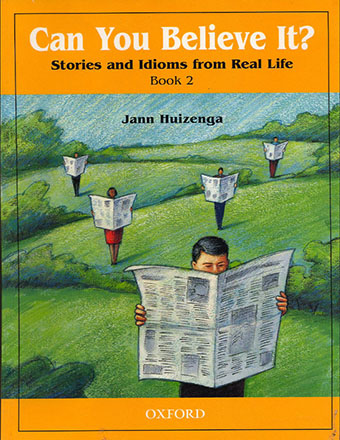 Can You Believe It?
Stories and Idioms from Real Life
Book 2
Jann Huizenga
OXFORD